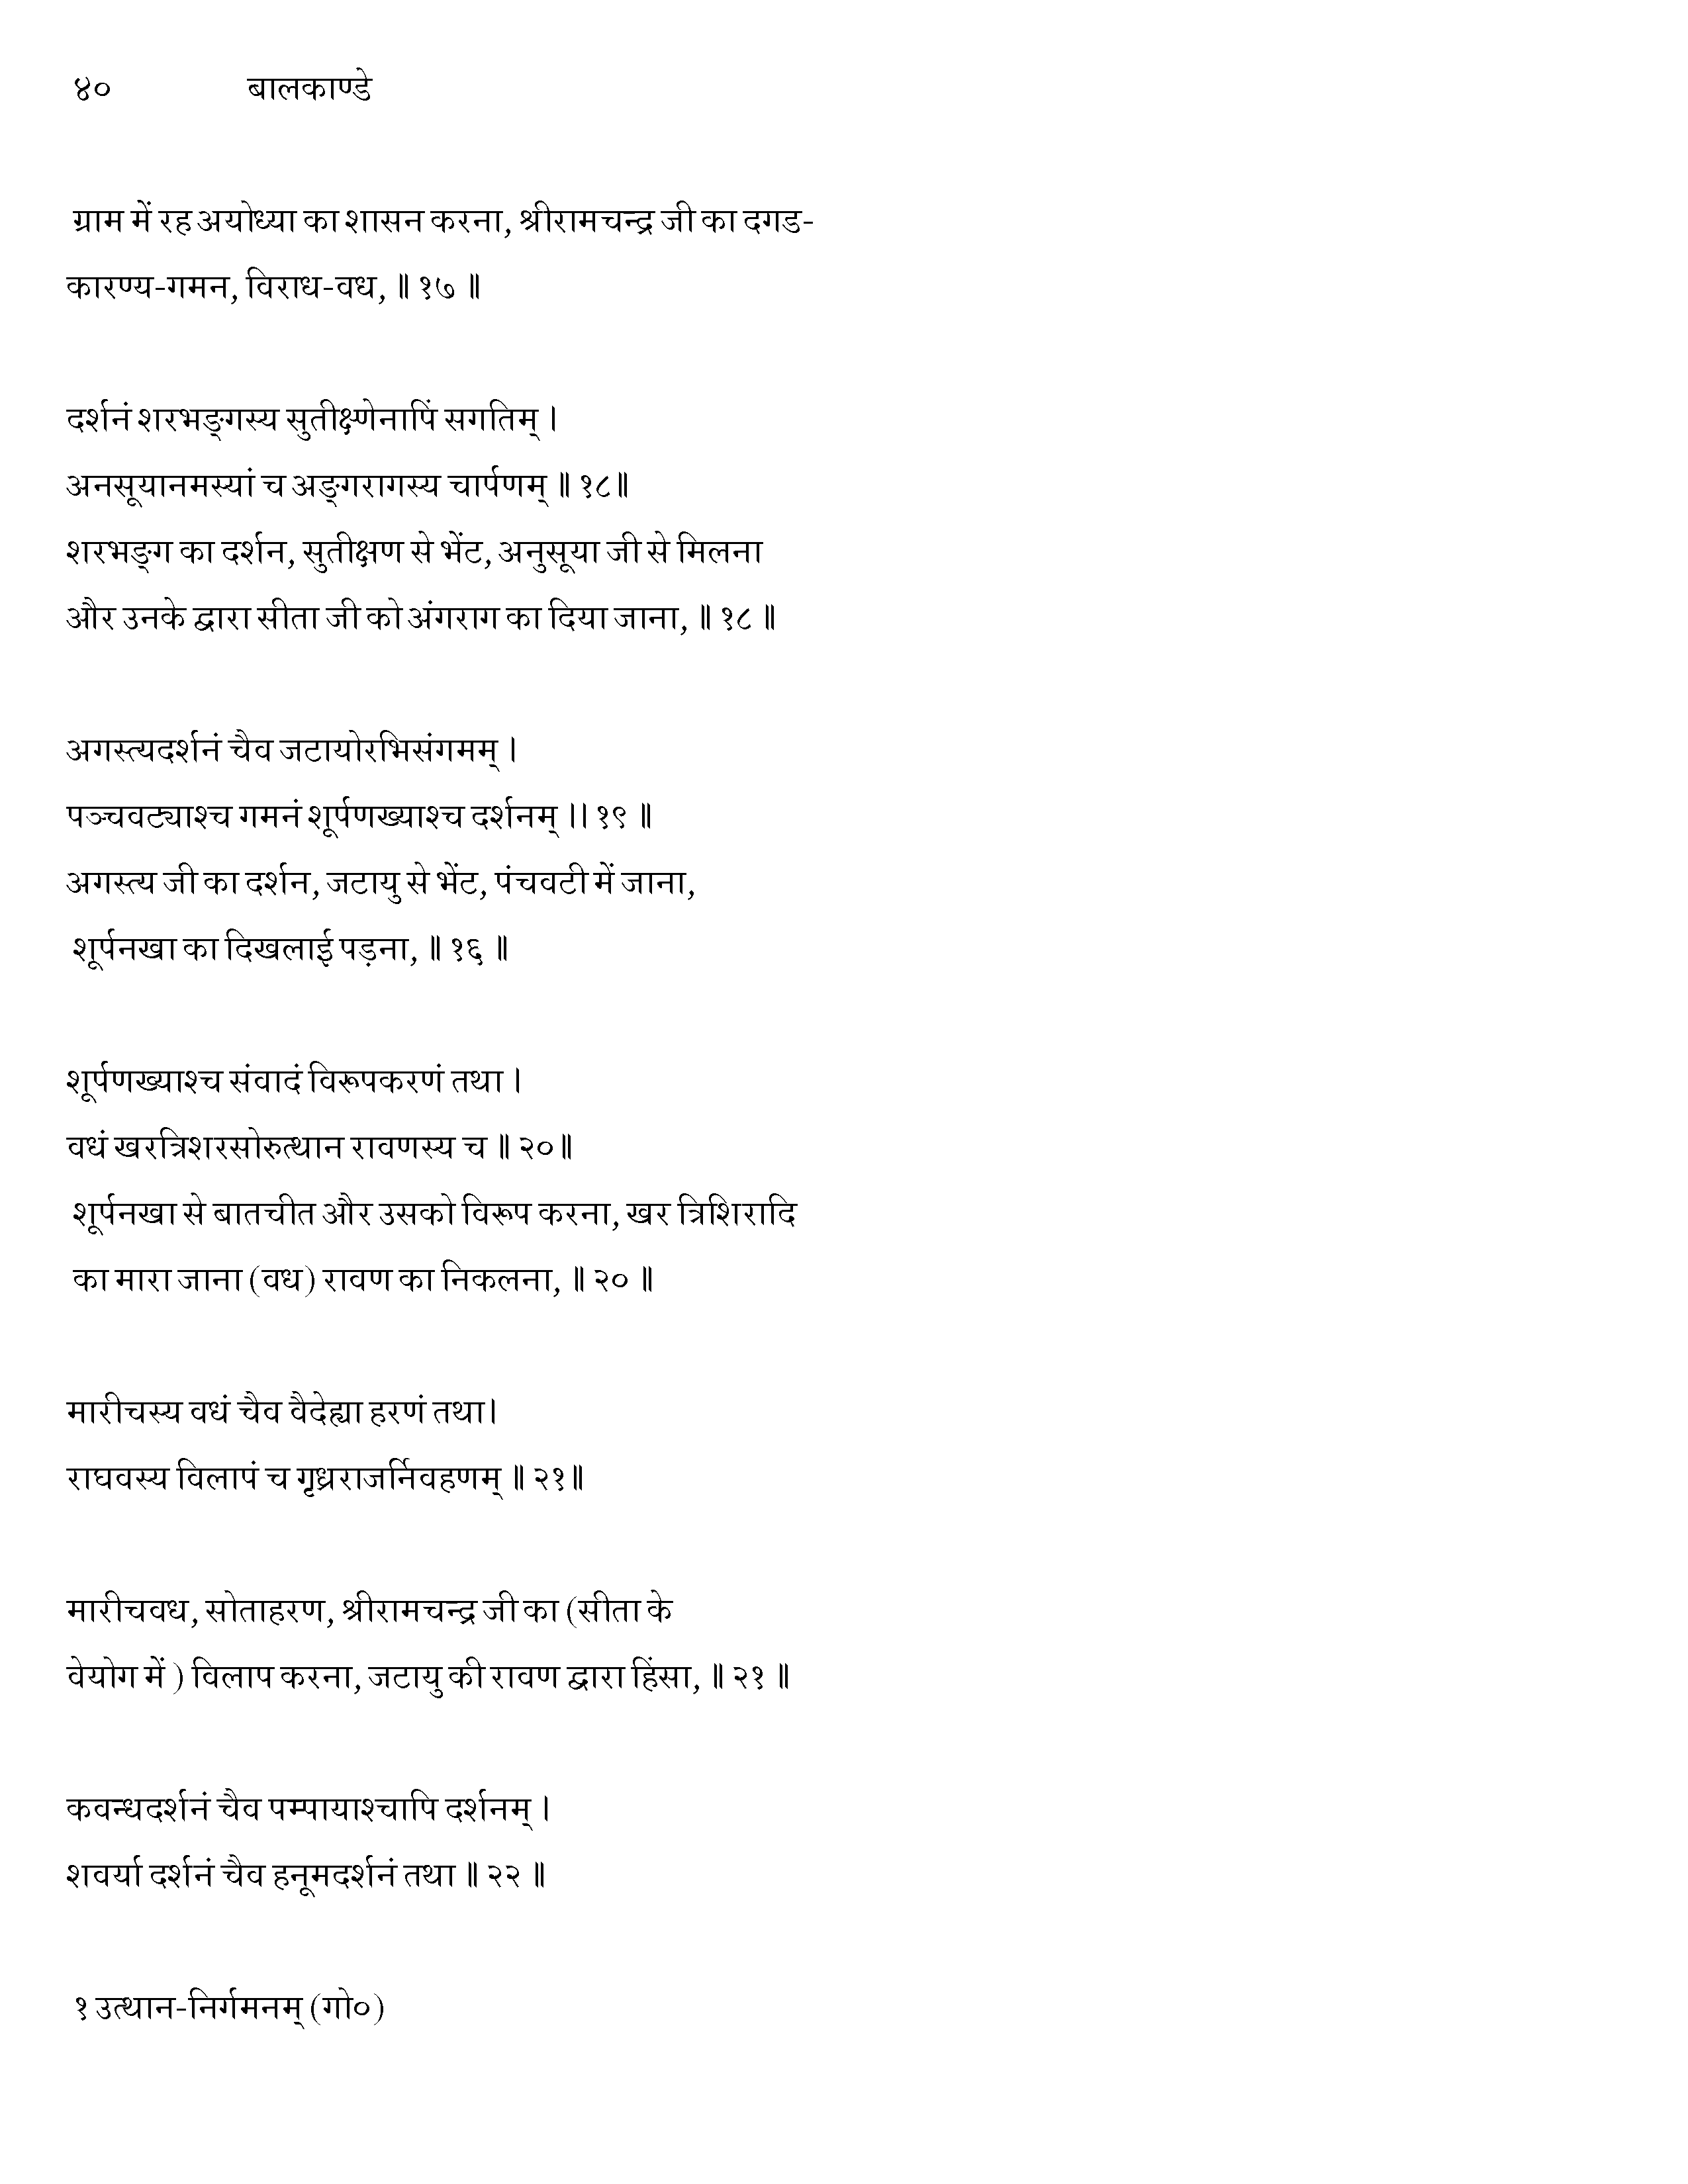 ४० बालकाण्डे
ग्राम में रह अयोध्या का शासन करना, श्रीरामचन्द्र जी का दगड-
कारण्य-गमन, विराध-वध, ॥ १७ ॥
दर्शनं शरभङ्गस्य सुतीक्ष्णेनापिं सगतिम् ।
अनसूयानमस्यां च अङ्गरागस्य चार्पणम् ॥ १८॥
शरभङ्ग का दर्शन, सुतीक्षण से भेंट, अनुसूया जी से मिलना
और उनके द्वारा सीता जी को अंगराग का दिया जाना, ॥ १८ ॥
अगस्त्यदर्शनं चैव जटायोरभिसंगमम् ।
पञ्चवट्याश्च गमनं शूर्पणख्याश्च दर्शनम् ।। १९ ॥
अगस्त्य जी का दर्शन, जटायु से भेंट, पंचवटी में जाना,
शूर्पनखा का दिखलाई पड़ना, ॥ १६ ॥
शूर्पणख्याश्च संवादं विरूपकरणं तथा ।
वधं खरत्रिशरसोरुत्थान रावणस्य च ॥ २०॥
शूर्पनखा से बातचीत और उसको विरूप करना, खर त्रिशिरादि
का मारा जाना (वध) रावण का निकलना, ॥ २० ॥
मारीचस्य वधं चैव वैदेह्या हरणं तथा।
राघवस्य विलापं च गृध्रराजर्निवहणम् ॥ २१॥
मारीचवध, सोताहरण, श्रीरामचन्द्र जी का (सीता के
वेयोग में ) विलाप करना, जटायु की रावण द्वारा हिंसा, ॥ २१ ॥
कवन्धदर्शनं चैव पम्पायाश्चापि दर्शनम् ।
शवर्या दर्शनं चैव हनूमदर्शनं तथा ॥ २२ ॥
१ उत्थान-निर्गमनम् (गो०)